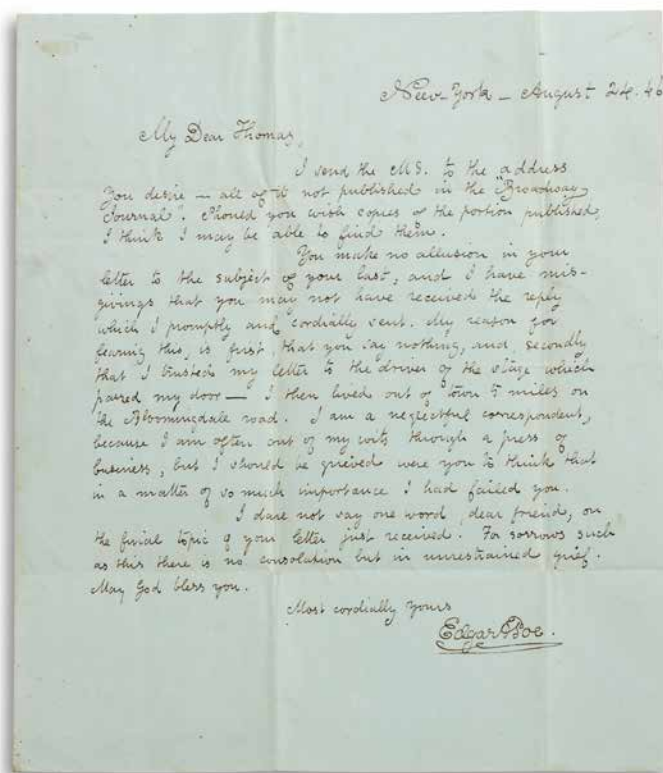 New-York — August 24. 46
My Dear Thomas,
I send the MS. to the address
you desire — all of it not published in the "Broadway
Journal". Should you wish copies of the portion published,
I think I may be able to find them.
You make no allusion in your
letter to the subject of your last, and I have mis-
givings that you may not have received the reply
which I promptly and cordially sent. My reason for
fearing this, is first, that you say nothing, and, secondly
that I trusted my letter to the driver of the stage which
passed my door — I then lived out of town 5 miles on
the Bloomingdale road. I am a neglectful correspondent,
because I am often out of my wits through a press of
business, but I should be grieved were you to think that
in a matter of so much importance I had failed you.
I dare not say one word, dear friend, on
the final topic of your letter just received. For sorrows such
as this there is no consolation but in unrestrained grief.
May God bless you.
Most cordially yours
Edgar A Poe.